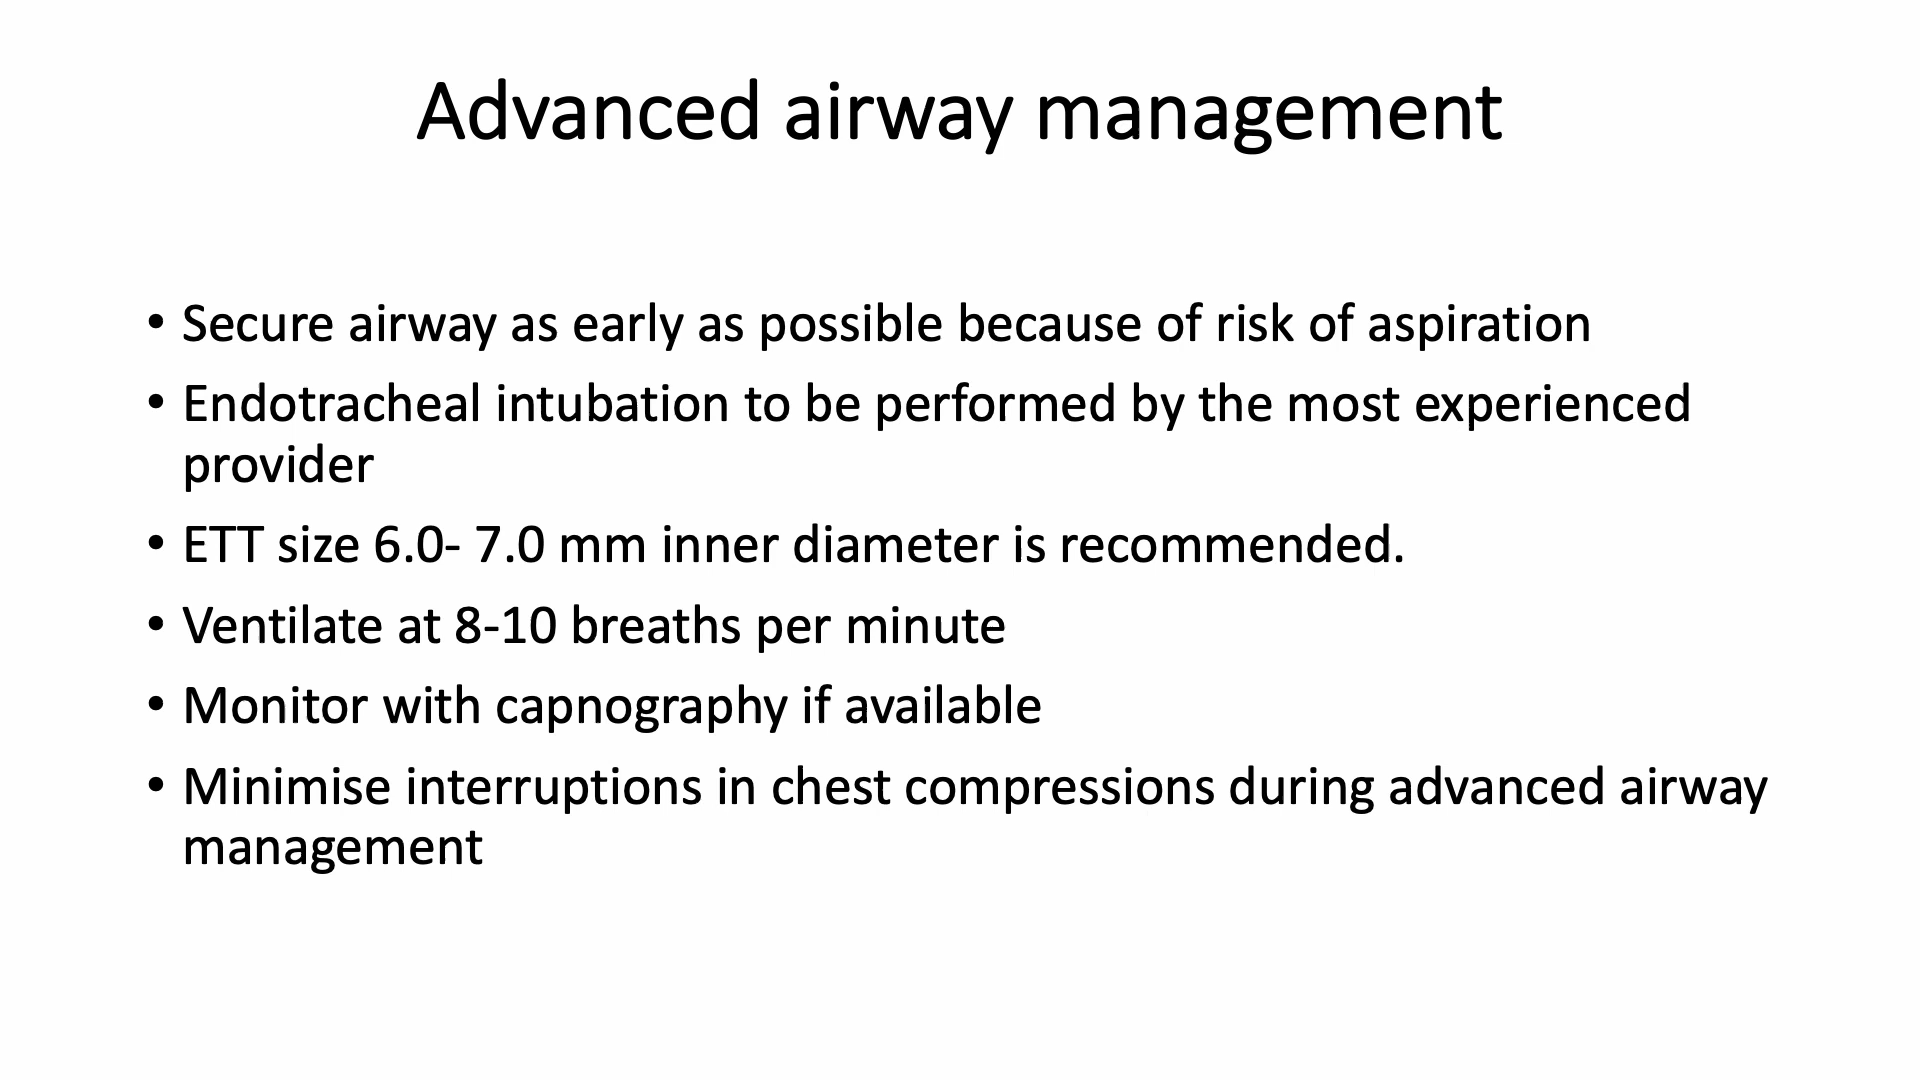 Advanced airway management
• Secure airway as early as possible because of risk of aspiration
• Endotracheal intubation to be performed by the most experienced
provider
• ETT size 6.0- 7.0 mm inner diameter is recommended.
• Ventilate at 8-10 breaths per minute
• Monitor with capnography if available
• Minimise interruptions in chest compressions during advanced airway
management